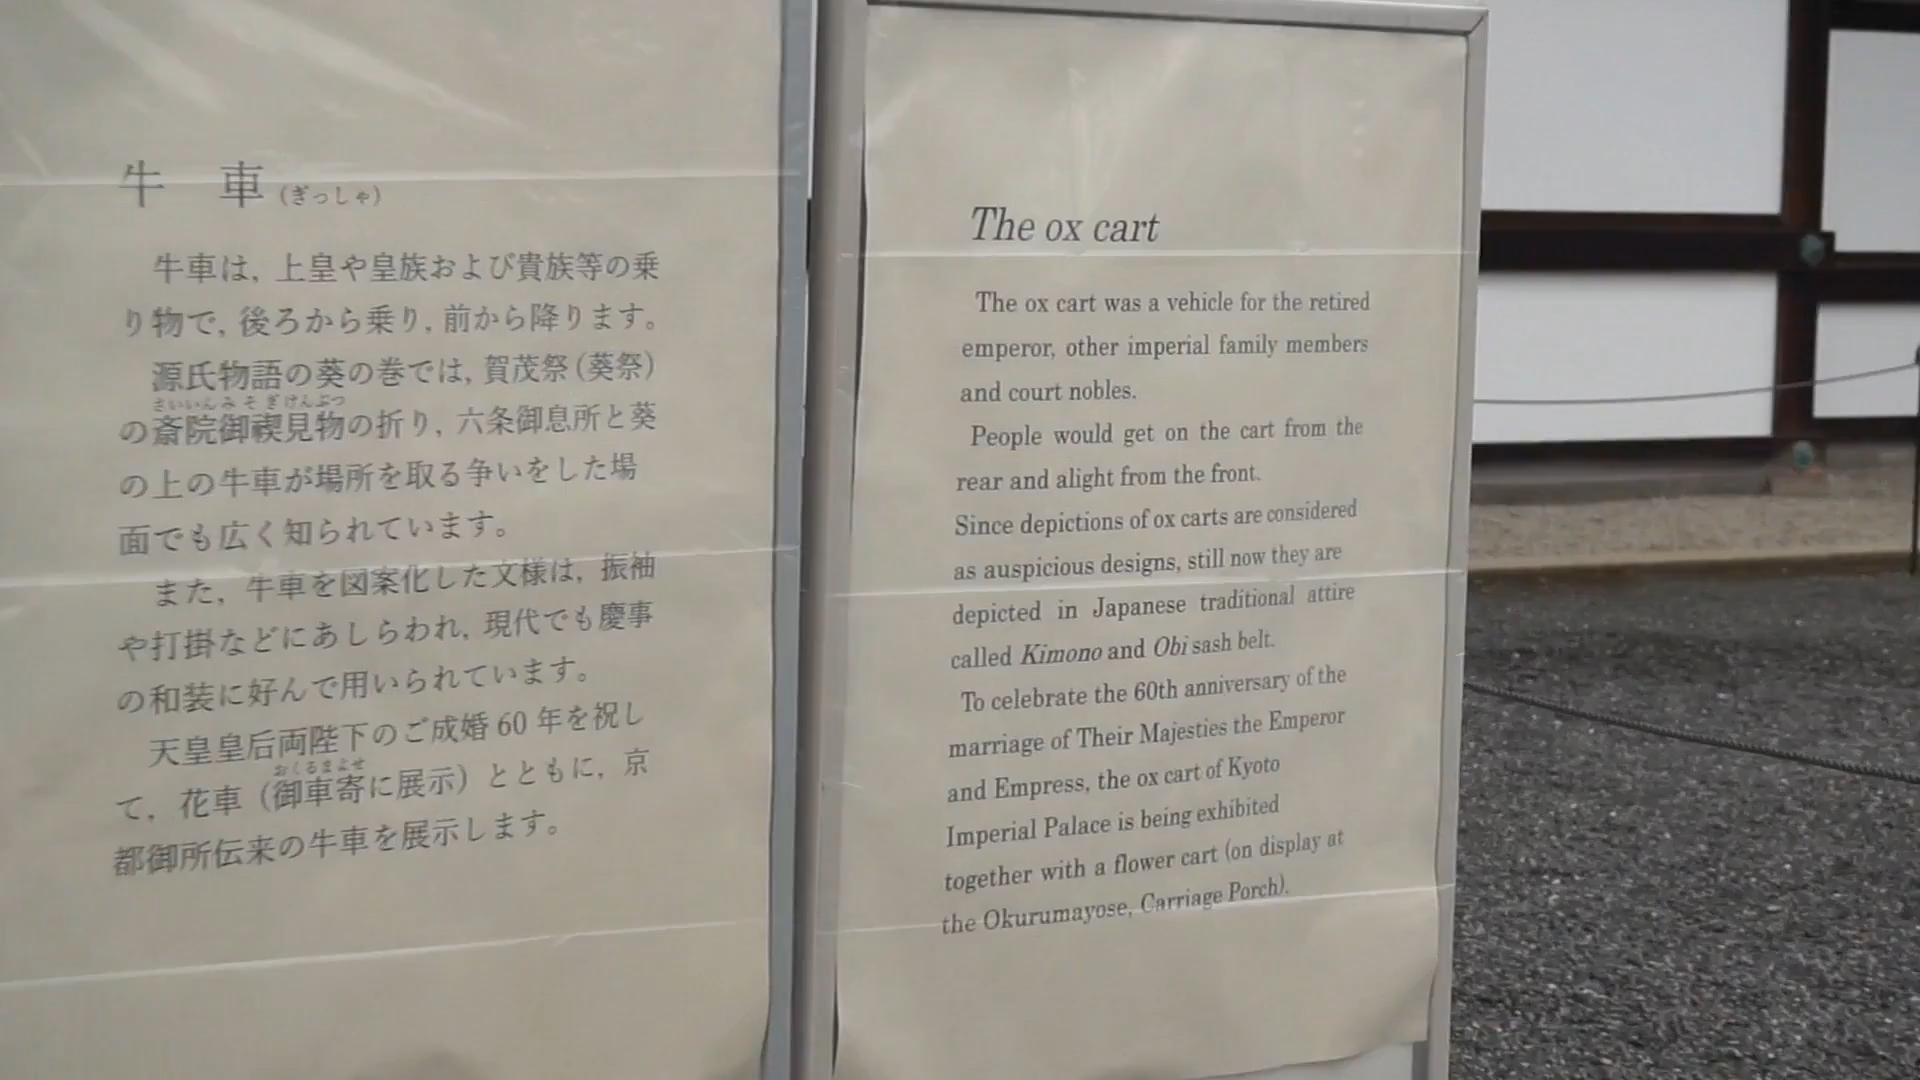 牛 車 (ぎっしゃ)
牛車は, 上皇や皇族および貴族等の乗
り物で, 後ろから乗り, 前から降ります。
源氏物語の葵の巻では, 賀茂祭 (葵祭)
さいいんみそぎけんぶつ
の斎院御禊見物の折り, 六条御息所と葵
の上の牛車が場所を取る争いをした場
面でも広く知られています。
また, 牛車を図案化した文様は, 振袖
や打掛などにあしらわれ, 現代でも慶事
の和装に好んで用いられています。
天皇皇后両陛下のご成婚 60 年を祝し
おくるまよせ
て, 花車 (御車寄に展示) とともに, 京
都御所伝来の牛車を展示します。
The ox cart
The ox cart was a vehicle for the retired
emperor, other imperial family members
and court nobles.
People would get on the cart from the
rear and alight from the front.
Since depictions of ox carts are considered
as auspicious designs, still now they are
depicted in Japanese traditional attire
called Kimono and Obi sash belt.
To celebrate the 60th anniversary of the
marriage of Their Majesties the Emperor
and Empress, the ox cart of Kyoto
Imperial Palace is being exhibited
together with a flower cart (on display at
the Okurumayose, Carriage Porch).